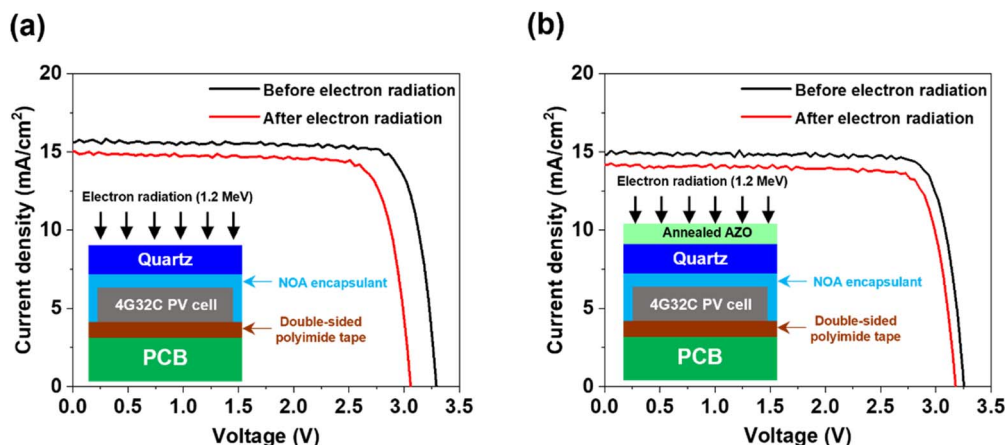 (a)
20
15
10
5
0
Current density (mA/cm²)
Before electron radiation
After electron radiation
Electron radiation (1.2 MeV)
Quartz
NOA encapsulant
4G32C PV cell
Double-sided
polyimide tape
PCB
0.0 0.5 1.0 1.5 2.0 2.5 3.0 3.5
Voltage (V)
(b)
20
15
10
5
0
Current density (mA/cm²)
Before electron radiation
After electron radiation
Electron radiation (1.2 MeV)
Annealed AZO
Quartz
NOA encapsulant
4G32C PV cell
Double-sided
polyimide tape
PCB
0.0 0.5 1.0 1.5 2.0 2.5 3.0 3.5
Voltage (V)